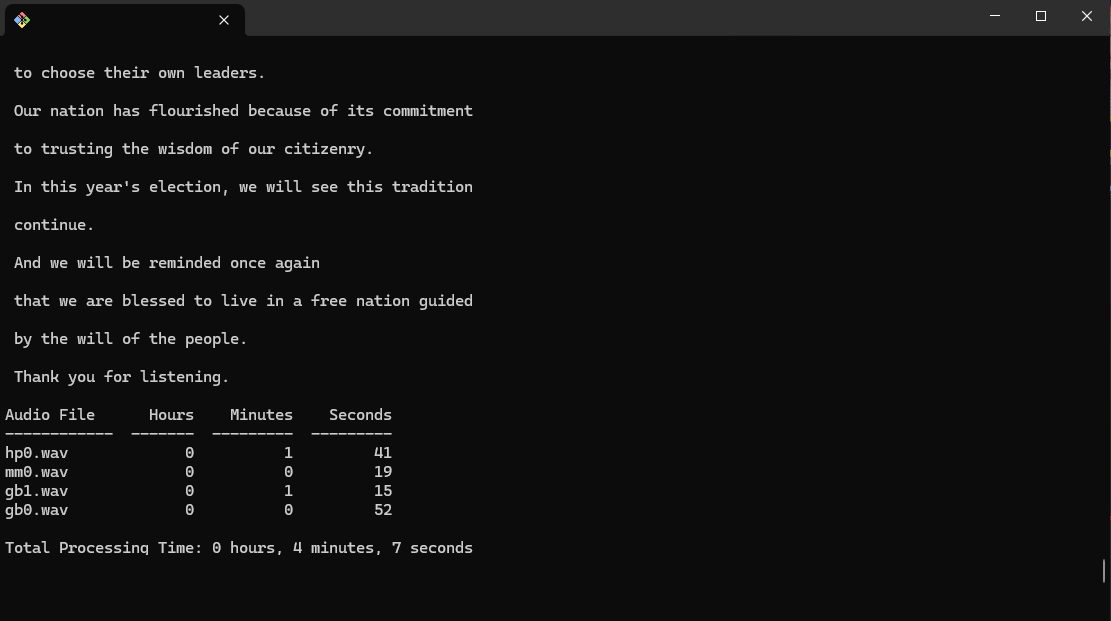 to choose their own leaders.
Our nation has flourished because of its commitment
to trusting the wisdom of our citizenry.
In this year's election, we will see this tradition
continue.
And we will be reminded once again
that we are blessed to live in a free nation guided
by the will of the people.
Thank you for listening.
Audio File      Hours    Minutes    Seconds
------------  -------  ---------  ---------
hp0.wav             0          1         41
mm0.wav             0          0         19
gb1.wav             0          1         15
gb0.wav             0          0         52
Total Processing Time: 0 hours, 4 minutes, 7 seconds